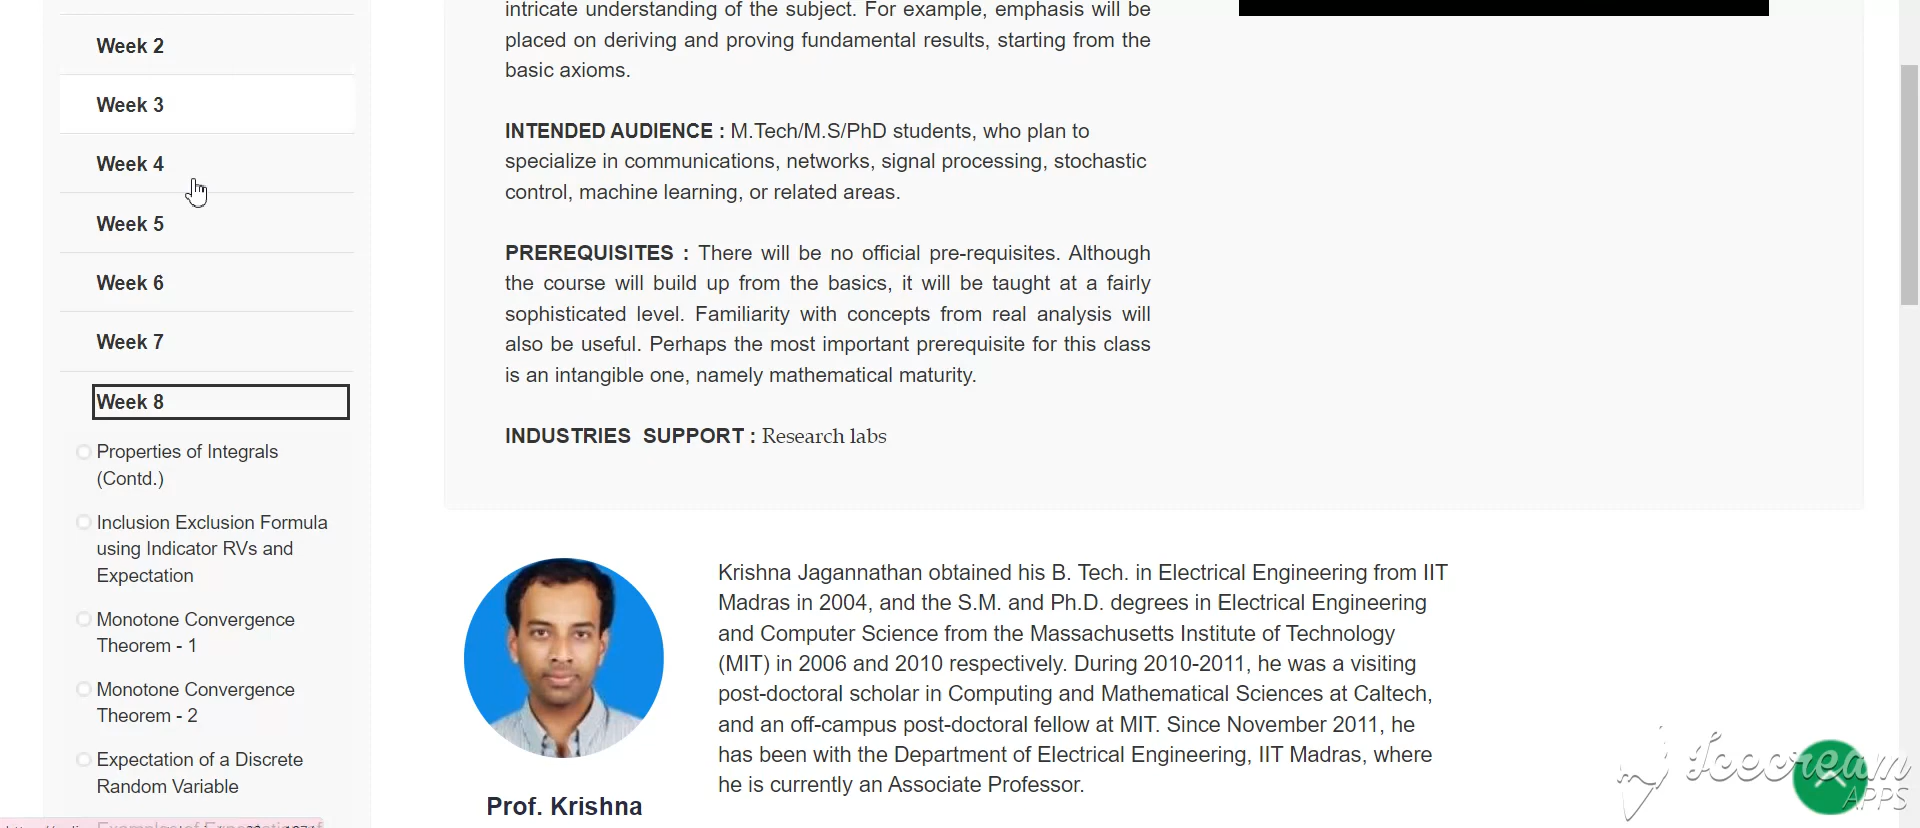 Week 2
Week 3
Week 4
Week 5
Week 6
Week 7
Week 8
Properties of Integrals
(Contd.)
Inclusion Exclusion Formula
using Indicator RVs and
Expectation
Monotone Convergence
Theorem - 1
Monotone Convergence
Theorem - 2
Expectation of a Discrete
Random Variable
intricate understanding of the subject. For example, emphasis will be
placed on deriving and proving fundamental results, starting from the
basic axioms.
INTENDED AUDIENCE : M.Tech/M.S/PhD students, who plan to
specialize in communications, networks, signal processing, stochastic
control, machine learning, or related areas.
PREREQUISITES : There will be no official pre-requisites. Although
the course will build up from the basics, it will be taught at a fairly
sophisticated level. Familiarity with concepts from real analysis will
also be useful. Perhaps the most important prerequisite for this class
is an intangible one, namely mathematical maturity.
INDUSTRIES SUPPORT : Research labs
Prof. Krishna
Krishna Jagannathan obtained his B. Tech. in Electrical Engineering from IIT
Madras in 2004, and the S.M. and Ph.D. degrees in Electrical Engineering
and Computer Science from the Massachusetts Institute of Technology
(MIT) in 2006 and 2010 respectively. During 2010-2011, he was a visiting
post-doctoral scholar in Computing and Mathematical Sciences at Caltech,
and an off-campus post-doctoral fellow at MIT. Since November 2011, he
has been with the Department of Electrical Engineering, IIT Madras, where
he is currently an Associate Professor.
Icecream
APPS